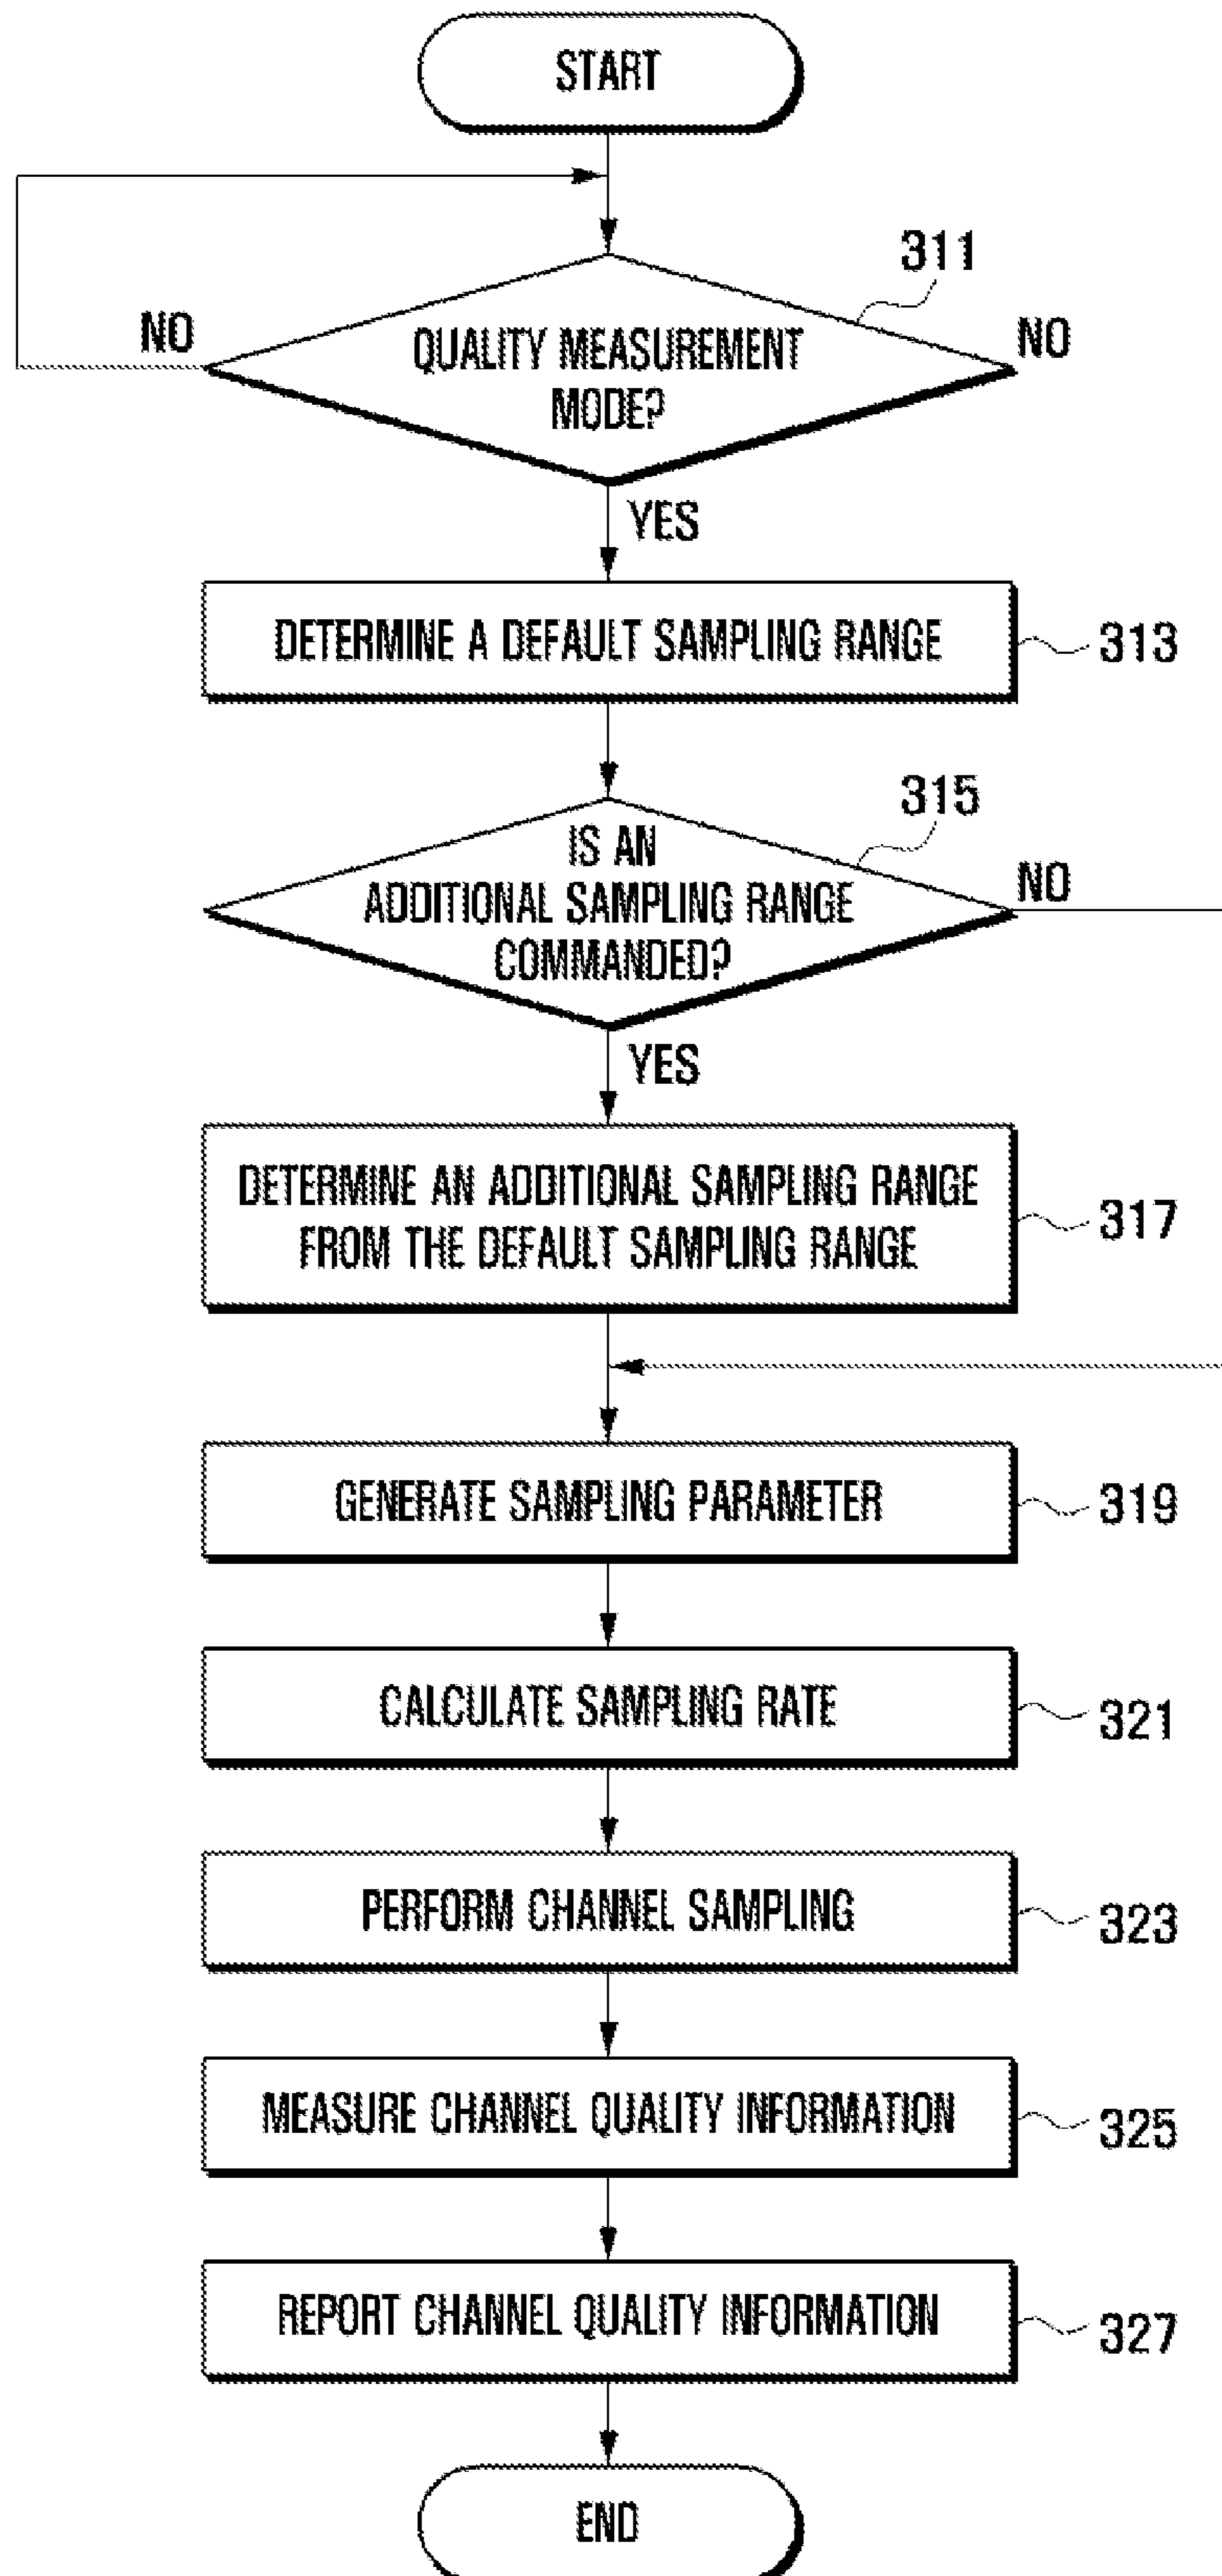 START
311
NO
QUALITY MEASUREMENT
MODE?
NO
YES
DETERMINE A DEFAULT SAMPLING RANGE
313
315
IS AN
ADDITIONAL SAMPLING RANGE
COMMANDED?
NO
YES
DETERMINE AN ADDITIONAL SAMPLING RANGE
FROM THE DEFAULT SAMPLING RANGE
317
GENERATE SAMPLING PARAMETER
319
CALCULATE SAMPLING RATE
321
PERFORM CHANNEL SAMPLING
323
MEASURE CHANNEL QUALITY INFORMATION
325
REPORT CHANNEL QUALITY INFORMATION
327
END